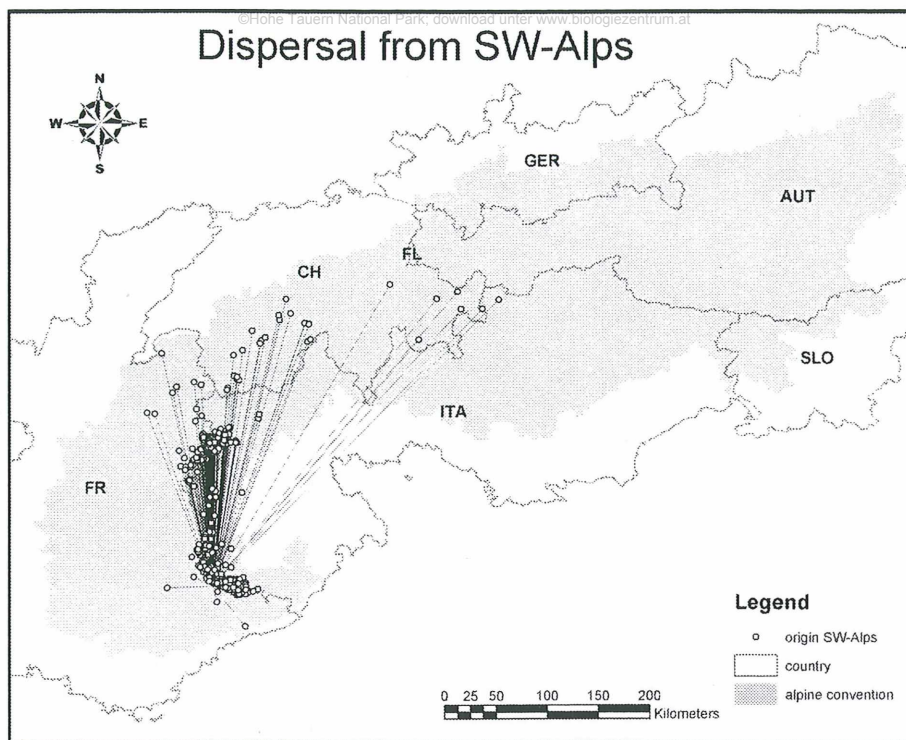 ©Hohe Tauern National Park; download unter www.biologiezentrum.at
Dispersal from SW-Alps
N
W E
S
GER
AUT
FL
CH
SLO
ITA
FR
Legend
origin SW-Alps
country
alpine convention
0 25 50 100 150 200
Kilometers